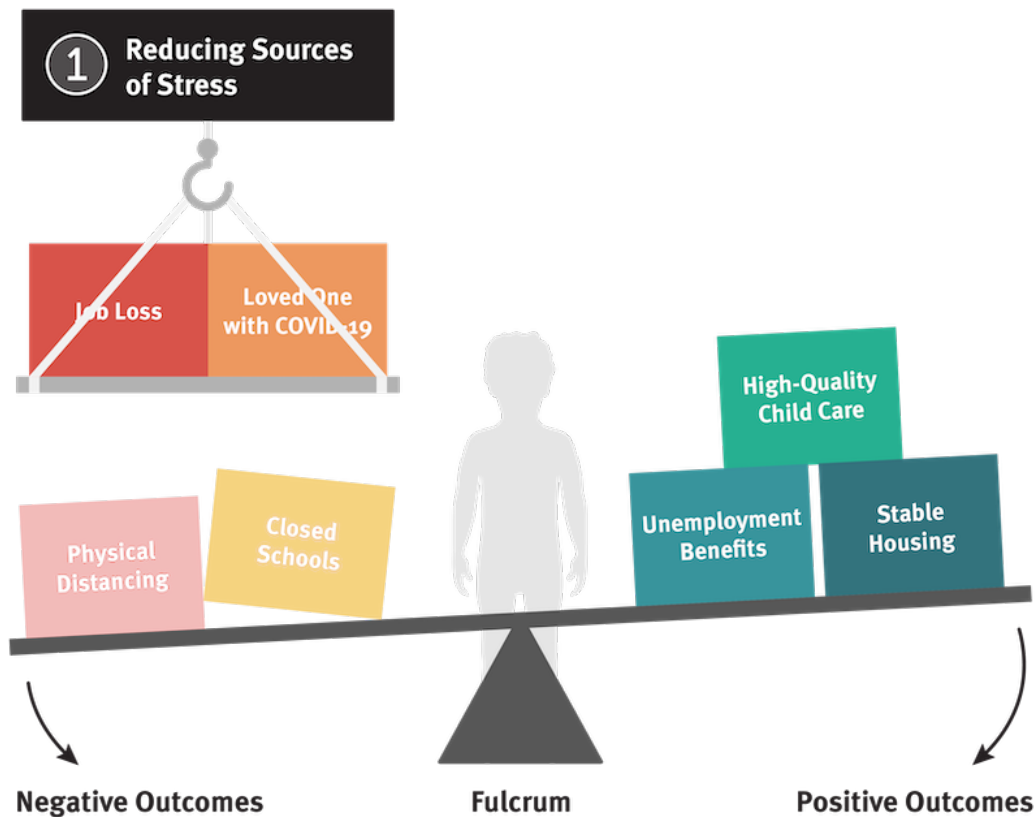 1
Reducing Sources
of Stress
Job Loss
Loved One
with COVID-19
High-Quality
Child Care
Physical
Distancing
Closed
Schools
Unemployment
Benefits
Stable
Housing
Negative Outcomes
Fulcrum
Positive Outcomes